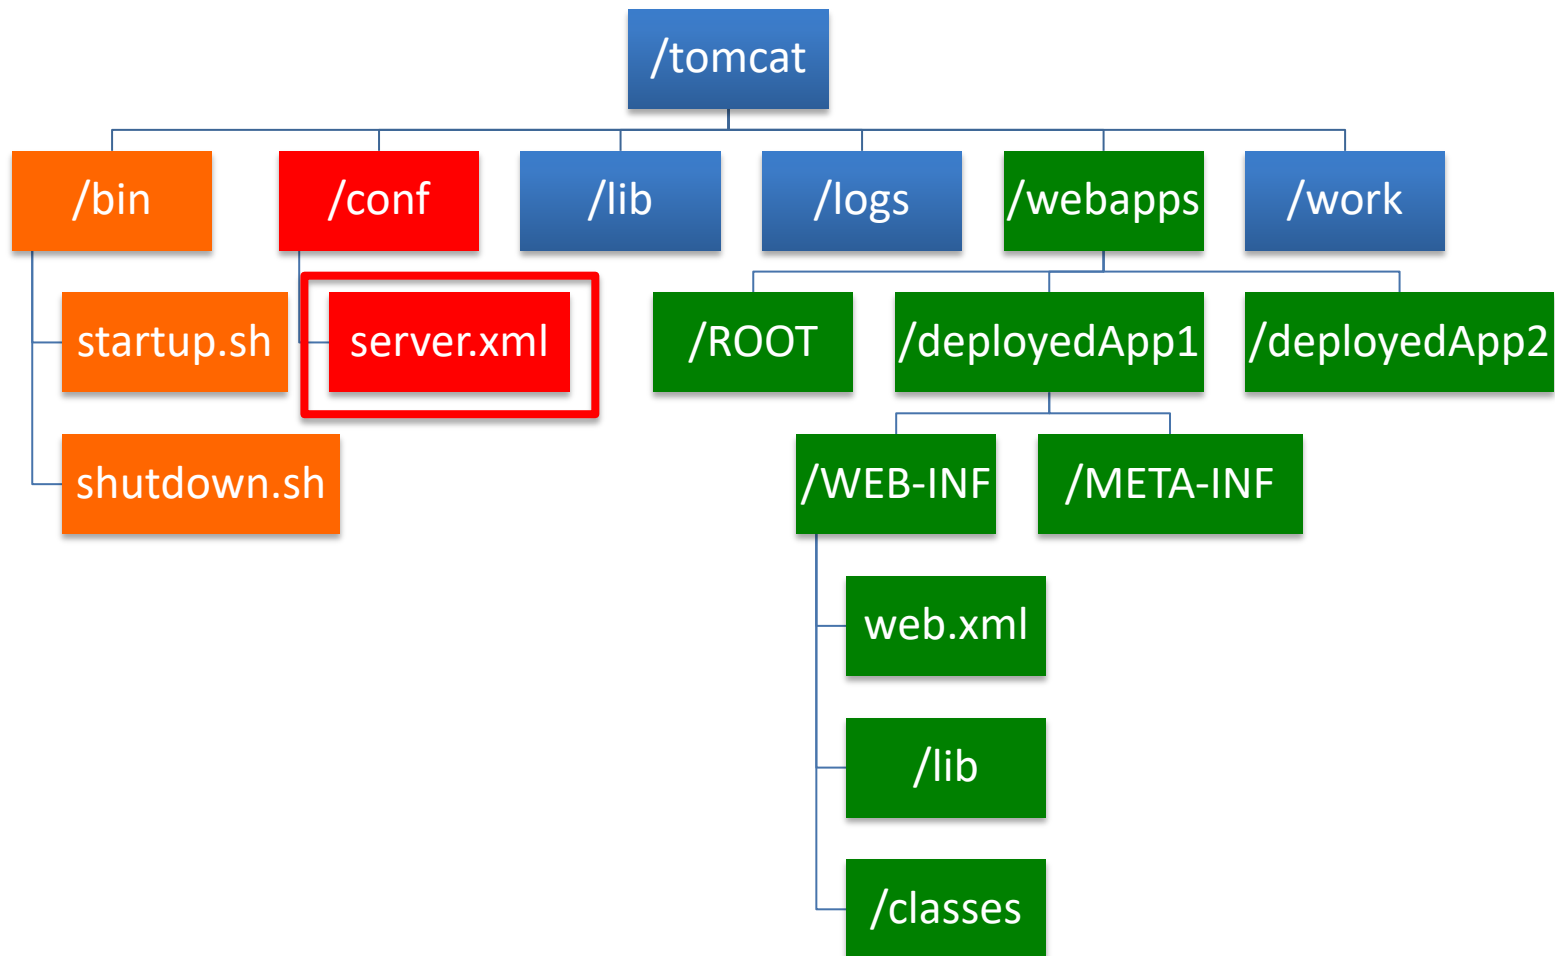 /tomcat
/bin
/conf
/lib
/logs
/webapps
/work
startup.sh
server.xml
/ROOT
/deployedApp1
/deployedApp2
shutdown.sh
/WEB-INF
/META-INF
web.xml
/lib
/classes